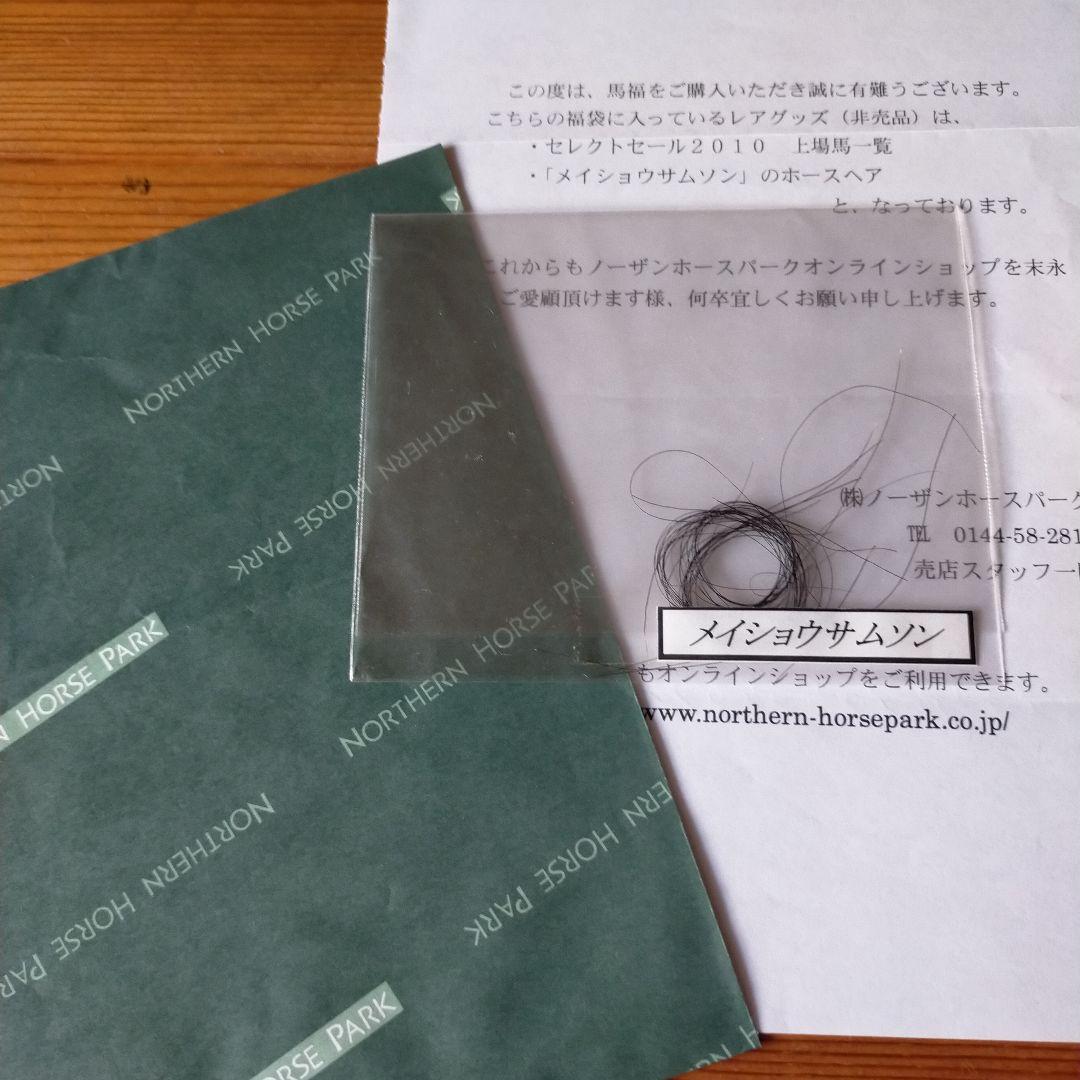 この度は、馬福をご購入いただき誠に有難うございます。
こちらの福袋に入っているレアグッズ（非売品）は、
・セレクトセール２０１０　上場馬一覧
・「メイショウサムソン」のホースヘア
と、なっております。
これからもノーザンホースパークオンラインショップを末永
ご愛顧頂けます様、何卒宜しくお願い申し上げます。
㈱ノーザンホースパーク
℡　0144-58-281
売店スタッフ一
メイショウサムソン
もオンラインショップをご利用できます。
www.northern-horsepark.co.jp/
NORTHERN HORSE PARK
NORTHERN HORSE PARK
NORTHERN HORSE PARK
N HORSE PARK
NORTHERN HORSE PARK
ERN HORSE PARK
RSE PARK